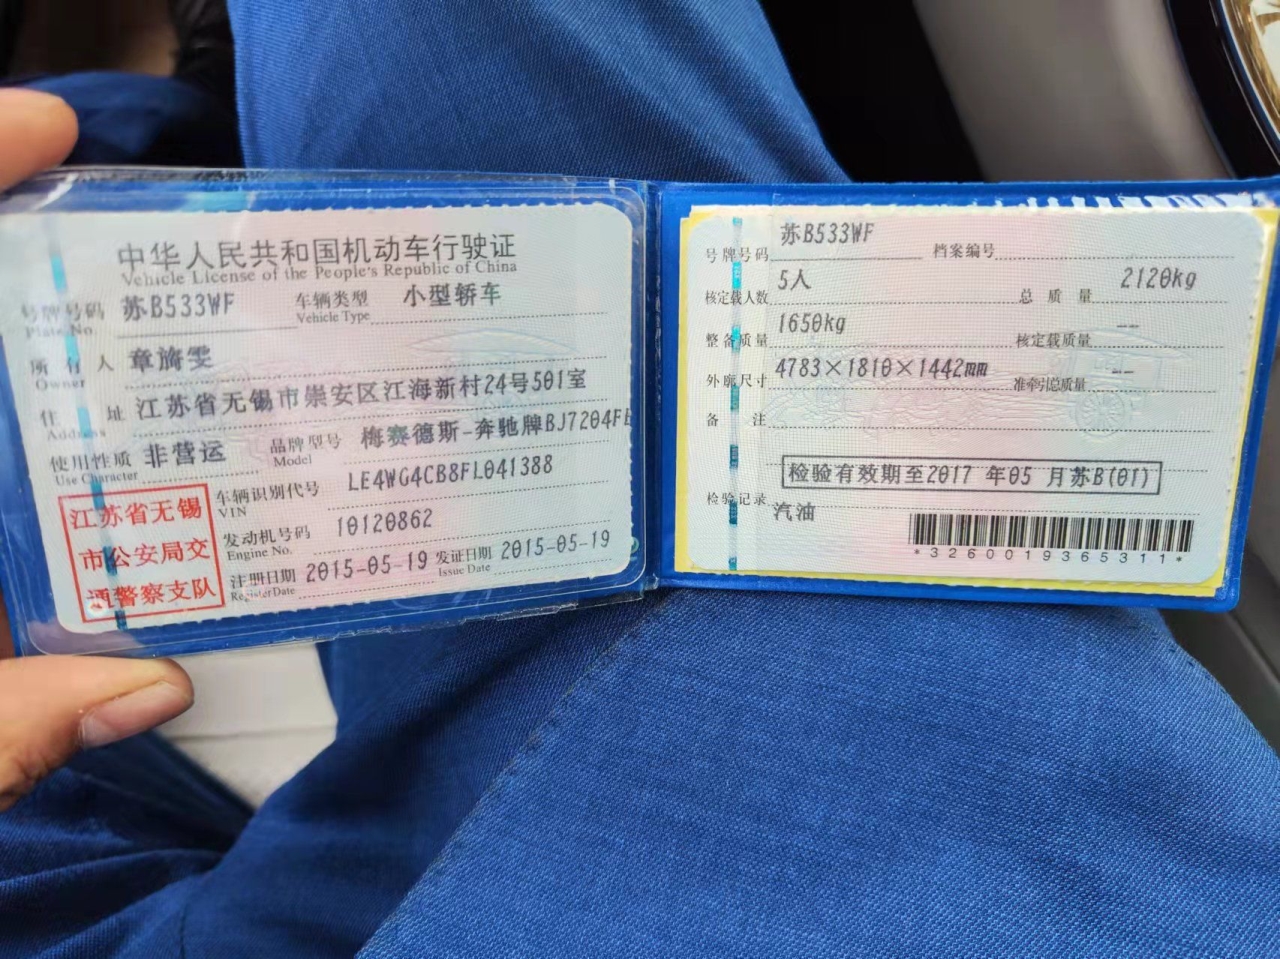 中华人民共和国机动车行驶证
Vehicle License of the People's Republic of China
号牌号码 苏B533WF 车辆类型 小型轿车
Plate No. Vehicle Type
所有人 章旖雯
Owner
住址 江苏省无锡市崇安区江海新村24号501室
Address
使用性质 非营运 品牌型号 梅赛德斯-奔驰牌BJ7204FE
Use Character Model
江苏省无锡
市公安局交
通警察支队
车辆识别代号 LE4WG4CB8FL041388
VIN
发动机号码 10120862
Engine No.
注册日期 2015-05-19 发证日期 2015-05-19
Register Date Issue Date
号牌号码 苏B533WF 档案编号
核定载人数 5人 总质量 2120kg
整备质量 1650kg 核定载质量 --
外廓尺寸 4783×1810×1442mm 准牵引总质量 --
备注
检验有效期至2017 年05 月苏B(01)
检验记录
汽油
*3260019365311*